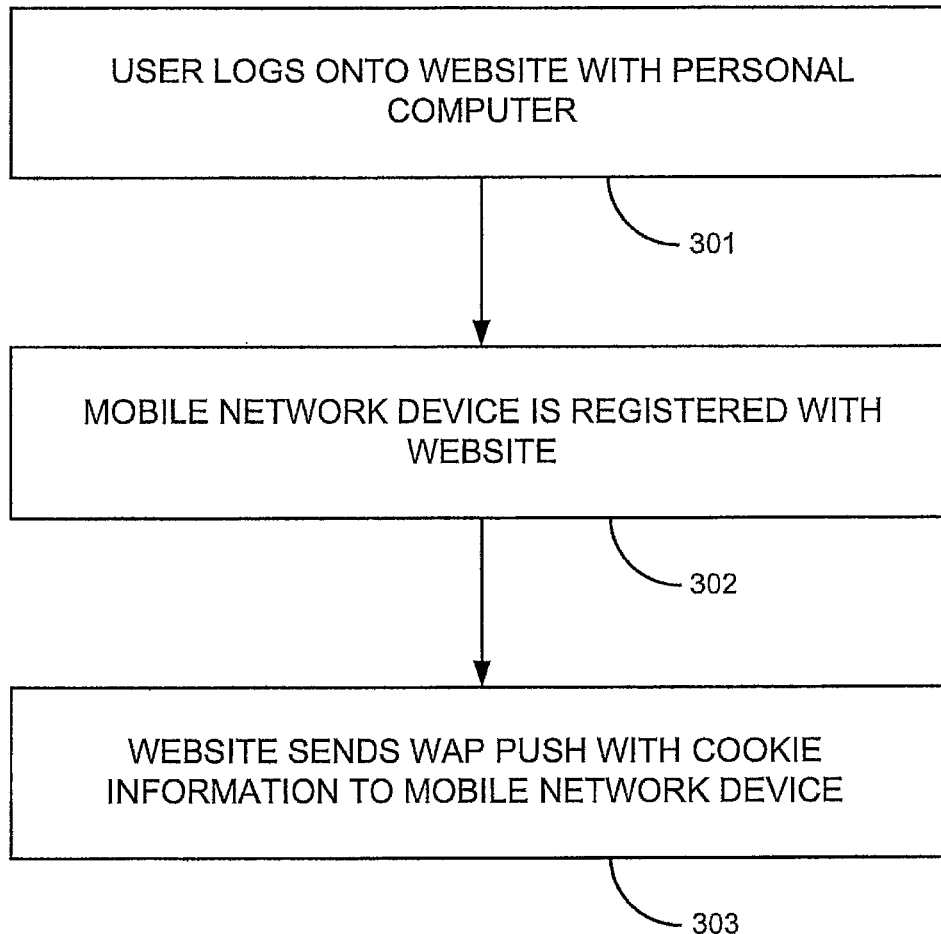 USER LOGS ONTO WEBSITE WITH PERSONAL
COMPUTER
301
MOBILE NETWORK DEVICE IS REGISTERED WITH
WEBSITE
302
WEBSITE SENDS WAP PUSH WITH COOKIE
INFORMATION TO MOBILE NETWORK DEVICE
303